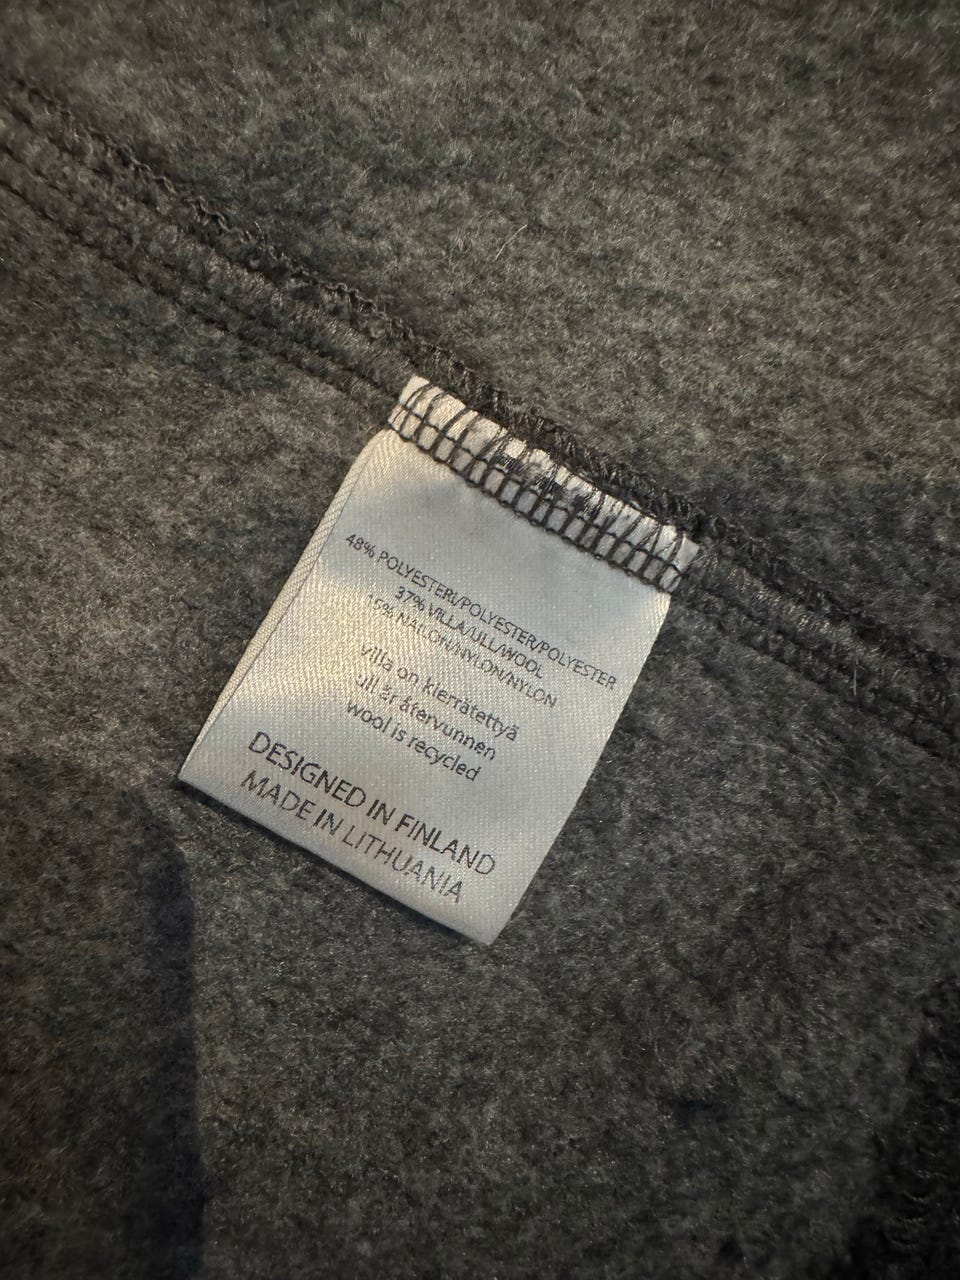 48% POLYESTERI/POLYESTER/POLYESTER
37% VILLA/ULL/WOOL
15% NAILON/NYLON/NYLON
villa on kierrätettyä
ull är återvunnen
wool is recycled
DESIGNED IN FINLAND
MADE IN LITHUANIA